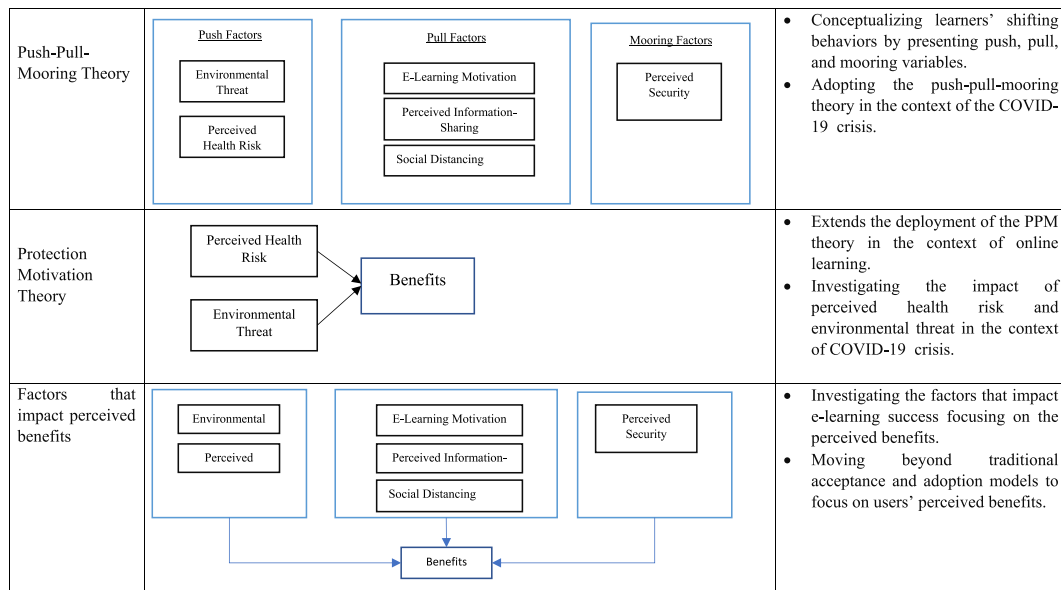 Push-Pull-
Mooring Theory
Push Factors
Environmental
Threat
Perceived
Health Risk
Pull Factors
E-Learning Motivation
Perceived Information-
Sharing
Social Distancing
Mooring Factors
Perceived
Security
• Conceptualizing learners’ shifting
behaviors by presenting push, pull,
and mooring variables.
• Adopting the push-pull-mooring
theory in the context of the COVID-
19 crisis.
Protection
Motivation
Theory
Perceived Health
Risk
Environmental
Threat
Benefits
• Extends the deployment of the PPM
theory in the context of online
learning.
• Investigating the impact of
perceived health risk and
environmental threat in the context
of COVID-19 crisis.
Factors that
impact perceived
benefits
Environmental
Perceived
E-Learning Motivation
Perceived Information-
Social Distancing
Perceived
Security
Benefits
• Investigating the factors that impact
e-learning success focusing on the
perceived benefits.
• Moving beyond traditional
acceptance and adoption models to
focus on users’ perceived benefits.